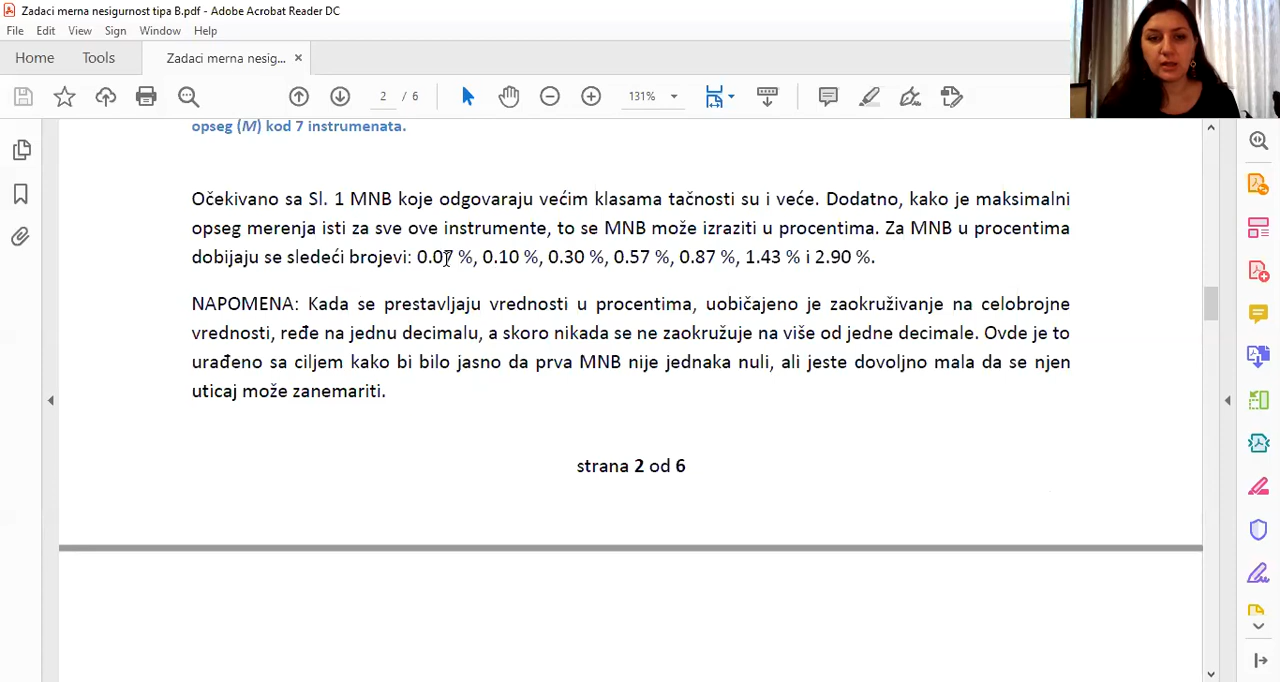 Zadaci merna nesigurnost tipa B.pdf - Adobe Acrobat Reader DC
File Edit View Sign Window Help
Home Tools Zadaci merna nesig... ×
2 / 6 131%
opseg (M) kod 7 instrumenata.
Očekivano sa Sl. 1 MNB koje odgovaraju većim klasama tačnosti su i veće. Dodatno, kako je maksimalni
opseg merenja isti za sve ove instrumente, to se MNB može izraziti u procentima. Za MNB u procentima
dobijaju se sledeći brojevi: 0.07 %, 0.10 %, 0.30 %, 0.57 %, 0.87 %, 1.43 % i 2.90 %.
NAPOMENA: Kada se prestavljaju vrednosti u procentima, uobičajeno je zaokruživanje na celobrojne
vrednosti, ređe na jednu decimalu, a skoro nikada se ne zaokružuje na više od jedne decimale. Ovde je to
urađeno sa ciljem kako bi bilo jasno da prva MNB nije jednaka nuli, ali jeste dovoljno mala da se njen
uticaj može zanemariti.
strana 2 od 6